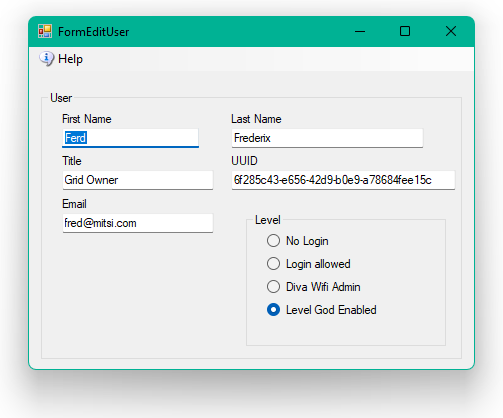 FormEditUser
Help
User
First Name
Last Name
Ferd
Frederix
Title
UUID
Grid Owner
6f285c43-e656-42d9-b0e9-a78684fee15c
Email
fred@mitsi.com
Level
No Login
Login allowed
Diva Wifi Admin
Level God Enabled